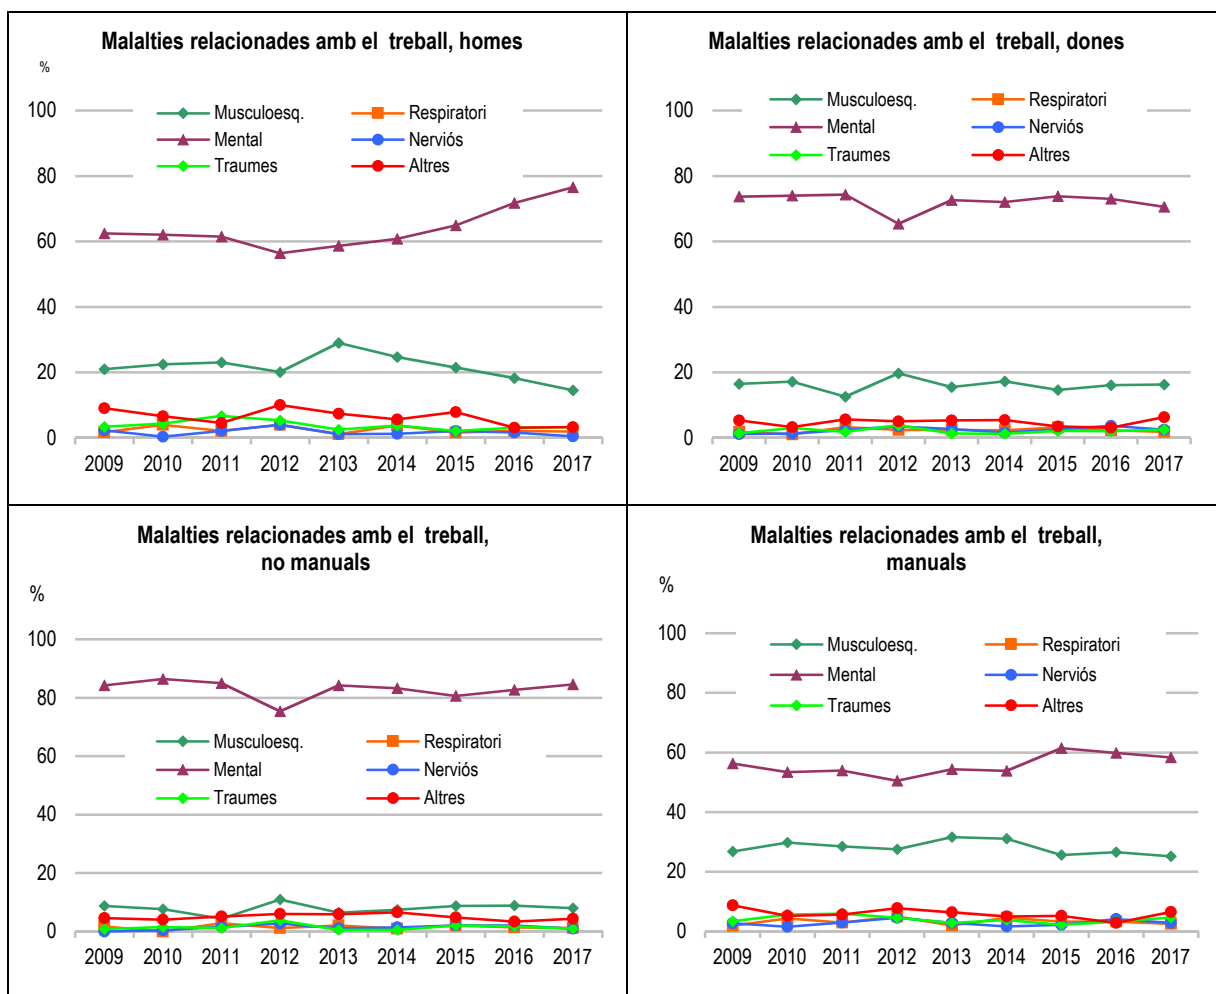 Malalties relacionades amb el  treball, homes
%
Musculoesq. Respiratori
Mental Nerviós
Traumes Altres
100
80
60
40
20
0
2009 2010 2011 2012 2103 2014 2015 2016 2017
Malalties relacionades amb el  treball, dones
Musculoesq. Respiratori
Mental Nerviós
Traumes Altres
100
80
60
40
20
0
2009 2010 2011 2012 2013 2014 2015 2016 2017
Malalties relacionades amb el  treball,
no manuals
%
100
80
60
40
20
0
Musculoesq. Respiratori
Mental Nerviós
Traumes Altres
2009 2010 2011 2012 2013 2014 2015 2016 2017
Malalties relacionades amb el  treball,
manuals
%
100
80
60
40
20
0
Musculoesq. Respiratori
Mental Nerviós
Traumes Altres
2009 2010 2011 2012 2013 2014 2015 2016 2017